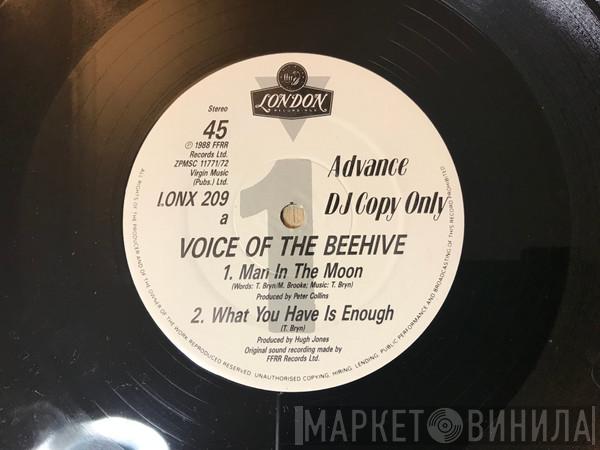 LONDON
RECORDINGS
Stereo
45
℗ 1988 FFRR
Records Ltd.
ZPMSC 11771/72
Virgin Music
(Pubs.) Ltd.
LONX 209
a
1
Advance
DJ Copy Only
VOICE OF THE BEEHIVE
1. Man In The Moon
(Words: T. Bryn/M. Brooke; Music: T. Bryn)
Produced by Peter Collins
2. What You Have Is Enough
(T. Bryn)
Produced by Hugh Jones
Original sound recording made by
FFRR Records Ltd.
ALL RIGHTS OF THE PRODUCER AND OF THE OWNER OF THE WORK REPRODUCED RESERVED. UNAUTHORISED COPYING, HIRING, LENDING, PUBLIC PERFORMANCE AND BROADCASTING OF THIS RECORD PROHIBITED.
МАРКЕТ ВИНИЛА